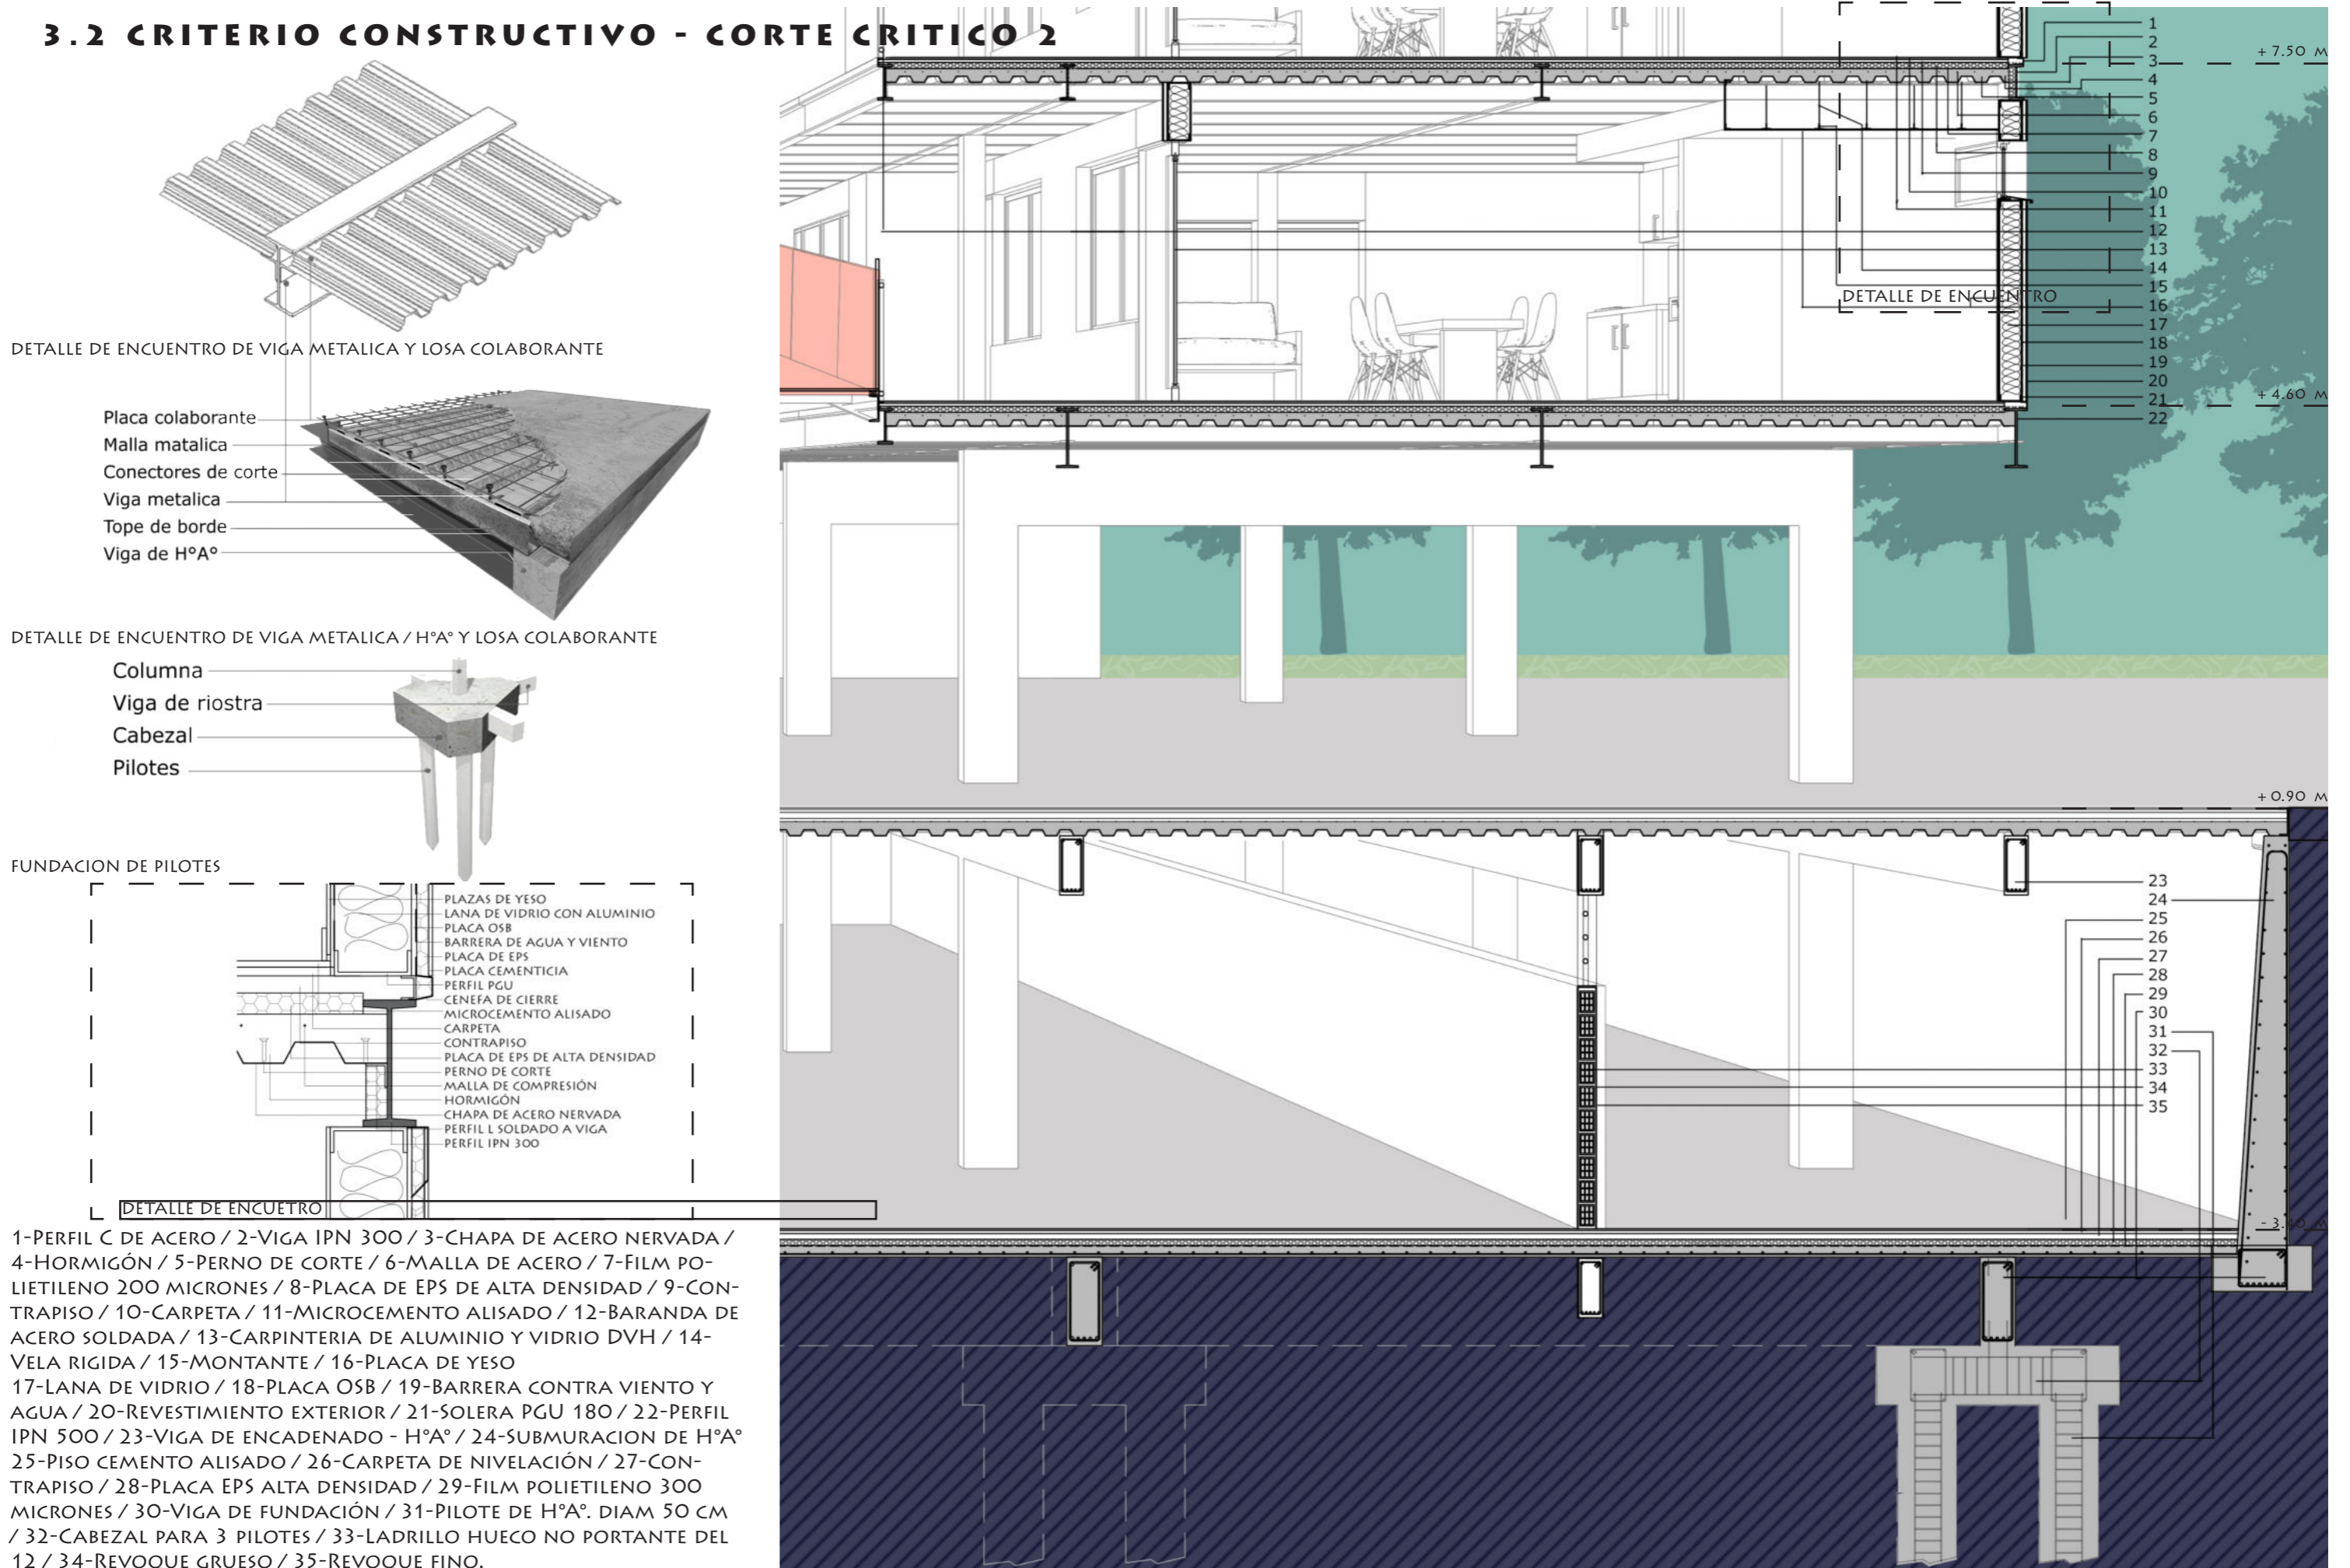 3.2 CRITERIO CONSTRUCTIVO - CORTE CRITICO 2
DETALLE DE ENCUENTRO DE VIGA METALICA Y LOSA COLABORANTE
Placa colaborante
Malla matalica
Conectores de corte
Viga metalica
Tope de borde
Viga de H°A°
DETALLE DE ENCUENTRO DE VIGA METALICA / H°A° Y LOSA COLABORANTE
Columna
Viga de riostra
Cabezal
Pilotes
FUNDACION DE PILOTES
PLAZAS DE YESO
LANA DE VIDRIO CON ALUMINIO
PLACA OSB
BARRERA DE AGUA Y VIENTO
PLACA DE EPS
PLACA CEMENTICIA
PERFIL PGU
CENEFA DE CIERRE
MICROCEMENTO ALISADO
CARPETA
CONTRAPISO
PLACA DE EPS DE ALTA DENSIDAD
PERNO DE CORTE
MALLA DE COMPRESIÓN
HORMIGÓN
CHAPA DE ACERO NERVADA
PERFIL L SOLDADO A VIGA
PERFIL IPN 300
DETALLE DE ENCUETRO
1-PERFIL C DE ACERO / 2-VIGA IPN 300 / 3-CHAPA DE ACERO NERVADA /
4-HORMIGÓN / 5-PERNO DE CORTE / 6-MALLA DE ACERO / 7-FILM PO-
LIETILENO 200 MICRONES / 8-PLACA DE EPS DE ALTA DENSIDAD / 9-CON-
TRAPISO / 10-CARPETA / 11-MICROCEMENTO ALISADO / 12-BARANDA DE
ACERO SOLDADA / 13-CARPINTERIA DE ALUMINIO Y VIDRIO DVH / 14-
VELA RIGIDA / 15-MONTANTE / 16-PLACA DE YESO
17-LANA DE VIDRIO / 18-PLACA OSB / 19-BARRERA CONTRA VIENTO Y
AGUA / 20-REVESTIMIENTO EXTERIOR / 21-SOLERA PGU 180 / 22-PERFIL
IPN 500 / 23-VIGA DE ENCADENADO - H°A° / 24-SUBMURACION DE H°A°
25-PISO CEMENTO ALISADO / 26-CARPETA DE NIVELACIÓN / 27-CON-
TRAPISO / 28-PLACA EPS ALTA DENSIDAD / 29-FILM POLIETILENO 300
MICRONES / 30-VIGA DE FUNDACIÓN / 31-PILOTE DE H°A°. DIAM 50 CM
/ 32-CABEZAL PARA 3 PILOTES / 33-LADRILLO HUECO NO PORTANTE DEL
12 / 34-REVOQUE GRUESO / 35-REVOQUE FINO.
1
2
+ 7.50 M
3
4
5
6
7
8
9
10
11
12
13
14
15
DETALLE DE ENCUENTRO
16
17
18
19
20
21
+ 4.60 M
22
+ 0.90 M
23
24
25
26
27
28
29
30
31
32
33
34
35